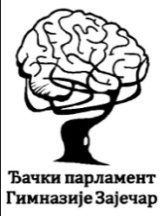 Ђачки парламент
Гимназије Зајечар